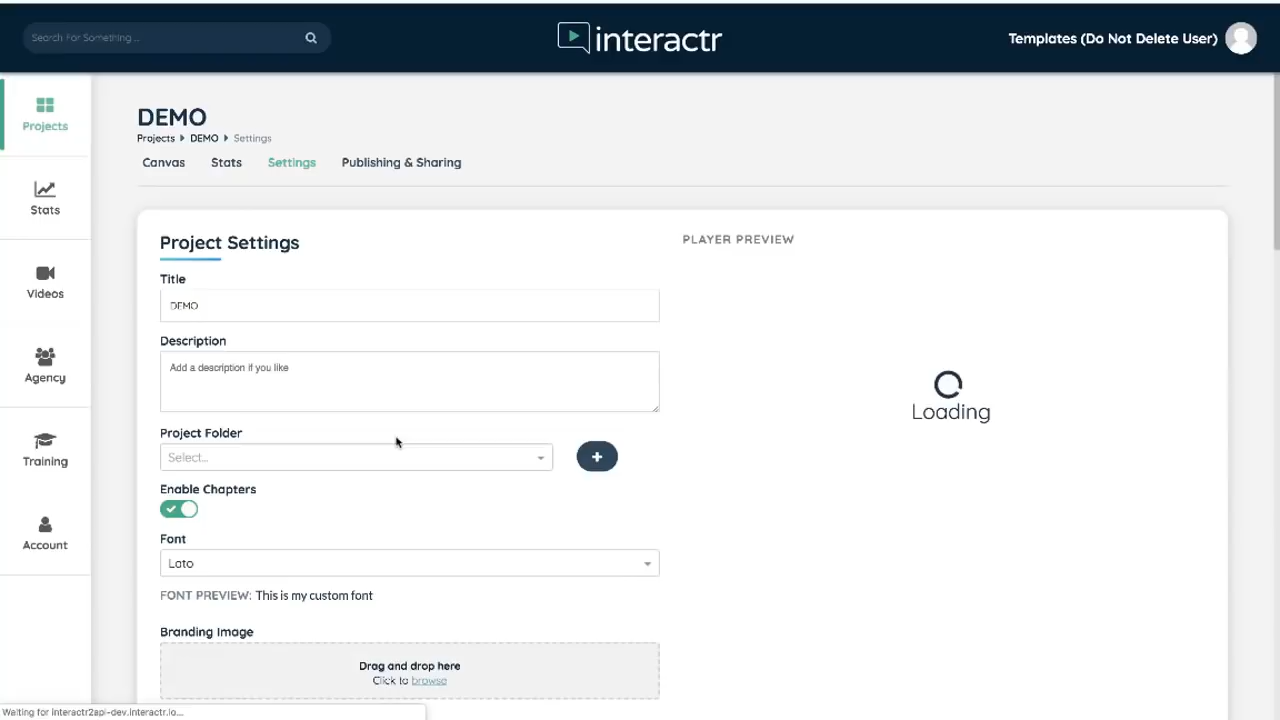 Search For Something...
interactr
Templates (Do Not Delete User)
Projects
Stats
Videos
Agency
Training
Account
DEMO
Projects DEMO Settings
Canvas Stats Settings Publishing & Sharing
Project Settings
Title
DEMO
Description
Add a description if you like
Project Folder
Select...
+
Enable Chapters
Font
Lato
FONT PREVIEW: This is my custom font
Branding Image
Drag and drop here
Click to browse
PLAYER PREVIEW
Loading
Waiting for interactr2api-dev.interactr.io...